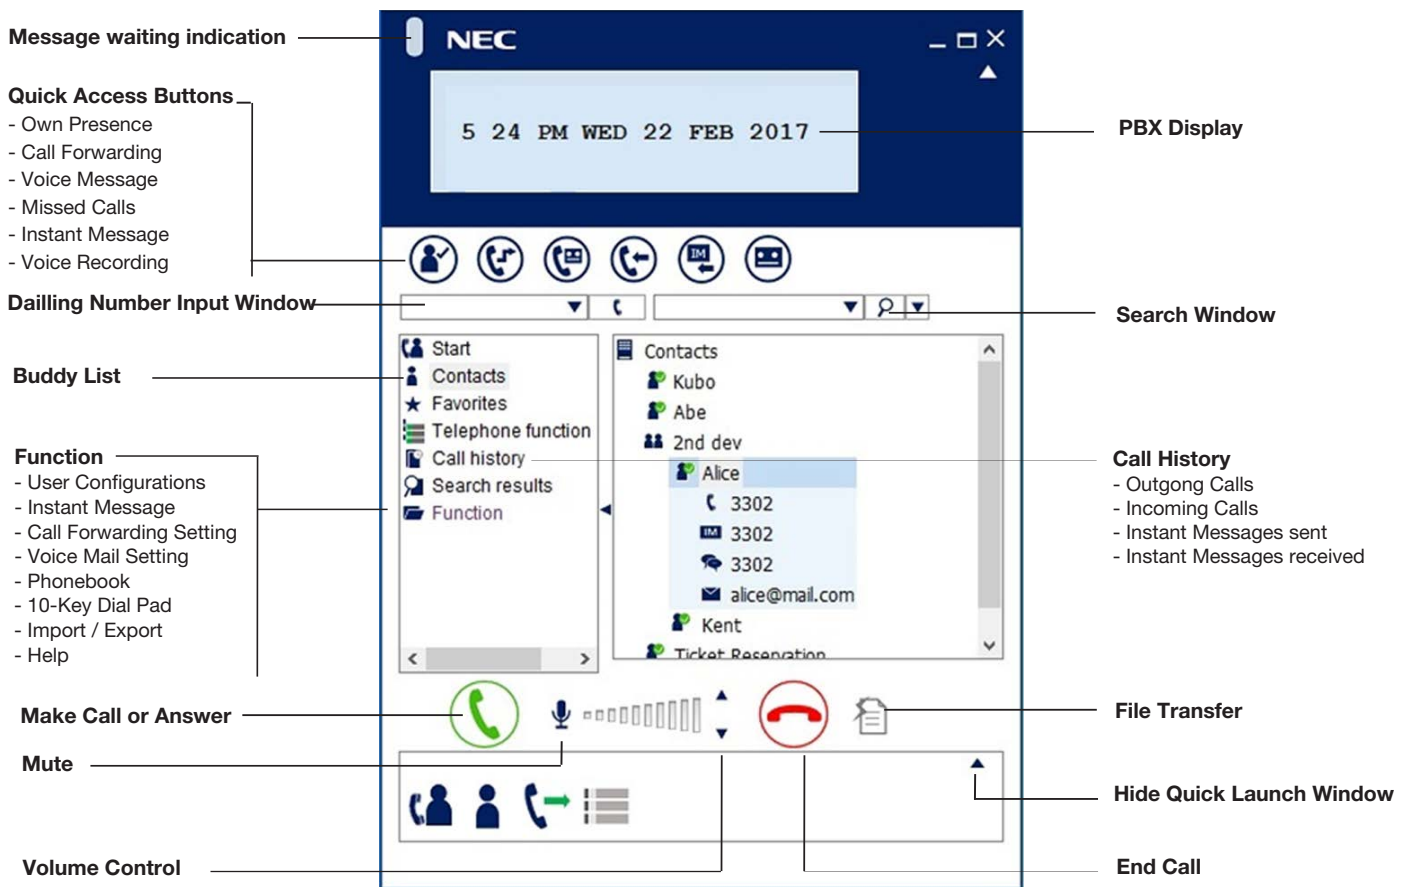 Message waiting indication
Quick Access Buttons
- Own Presence
- Call Forwarding
- Voice Message
- Missed Calls
- Instant Message
- Voice Recording
Dailling Number Input Window
Buddy List
Function
- User Configurations
- Instant Message
- Call Forwarding Setting
- Voice Mail Setting
- Phonebook
- 10-Key Dial Pad
- Import / Export
- Help
Make Call or Answer
Mute
Volume Control
NEC
5 24 PM WED 22 FEB 2017
IM
Start
Contacts
Favorites
Telephone function
Call history
Search results
Function
Contacts
Kubo
Abe
2nd dev
Alice
3302
IM 3302
3302
alice@mail.com
Kent
Ticket Reservation
PBX Display
Search Window
Call History
- Outgong Calls
- Incoming Calls
- Instant Messages sent
- Instant Messages received
File Transfer
Hide Quick Launch Window
End Call